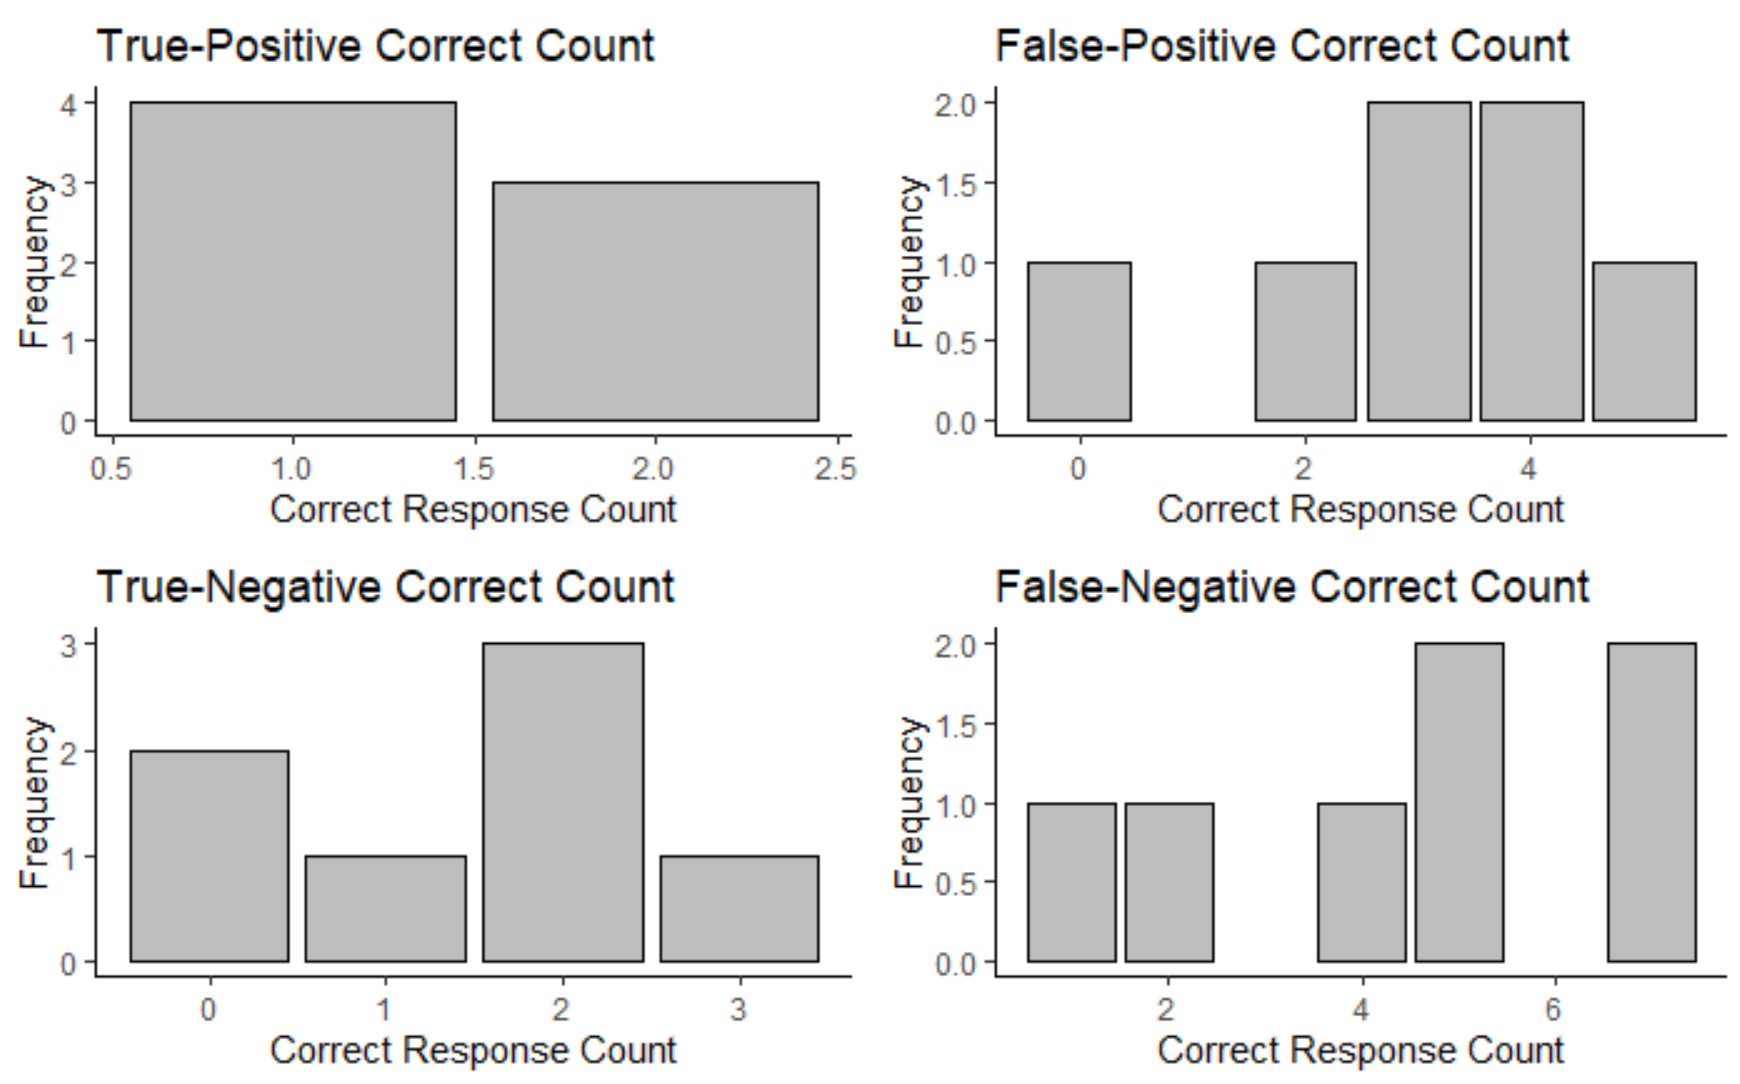 True-Positive Correct Count
Frequency
4
3
2
1
0
0.5 1.0 1.5 2.0 2.5
Correct Response Count
False-Positive Correct Count
Frequency
2.0
1.5
1.0
0.5
0.0
0 2 4
Correct Response Count
True-Negative Correct Count
Frequency
3
2
1
0
0 1 2 3
Correct Response Count
False-Negative Correct Count
Frequency
2.0
1.5
1.0
0.5
0.0
2 4 6
Correct Response Count